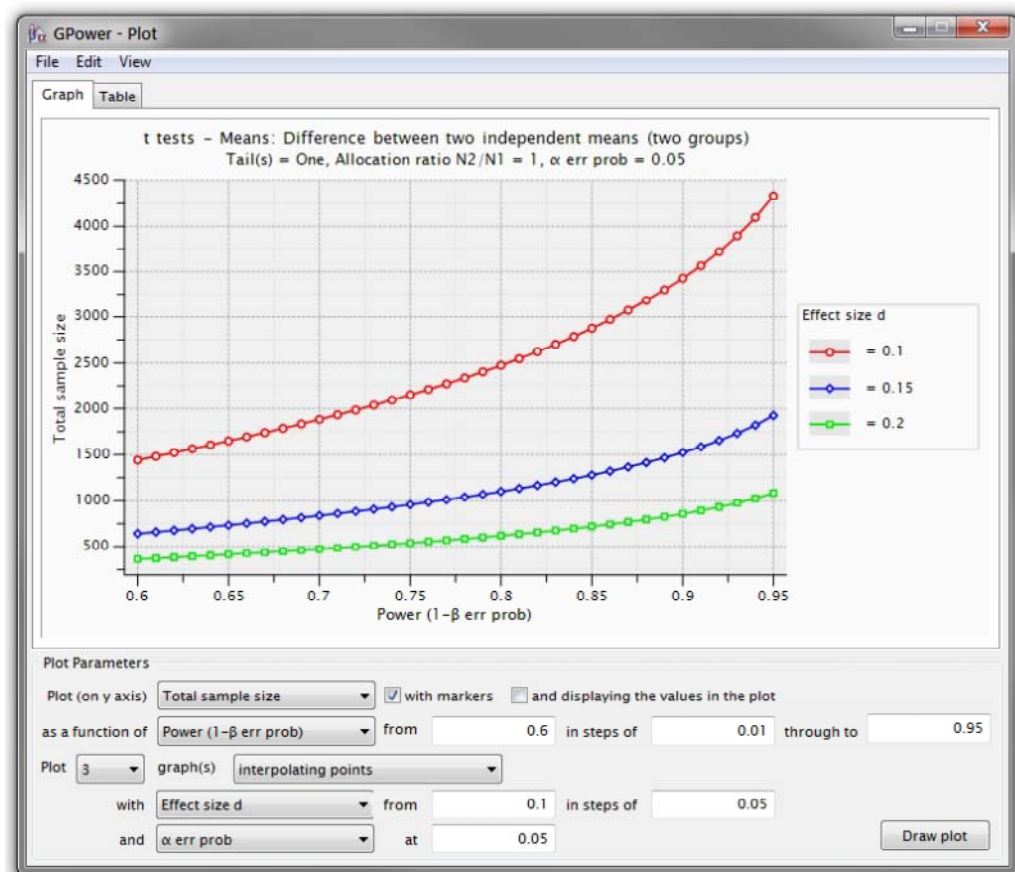 GPower - Plot
File Edit View
Graph Table
t tests - Means: Difference between two independent means (two groups)
Tail(s) = One, Allocation ratio N2/N1 = 1, α err prob = 0.05
4500
4000
3500
3000
2500
2000
1500
1000
500
Total sample size
0.6 0.65 0.7 0.75 0.8 0.85 0.9 0.95
Power (1-β err prob)
Effect size d
= 0.1
= 0.15
= 0.2
Plot Parameters
Plot (on y axis) Total sample size with markers and displaying the values in the plot
as a function of Power (1-β err prob) from 0.6 in steps of 0.01 through to 0.95
Plot 3 graph(s) interpolating points
with Effect size d from 0.1 in steps of 0.05
and α err prob at 0.05 Draw plot